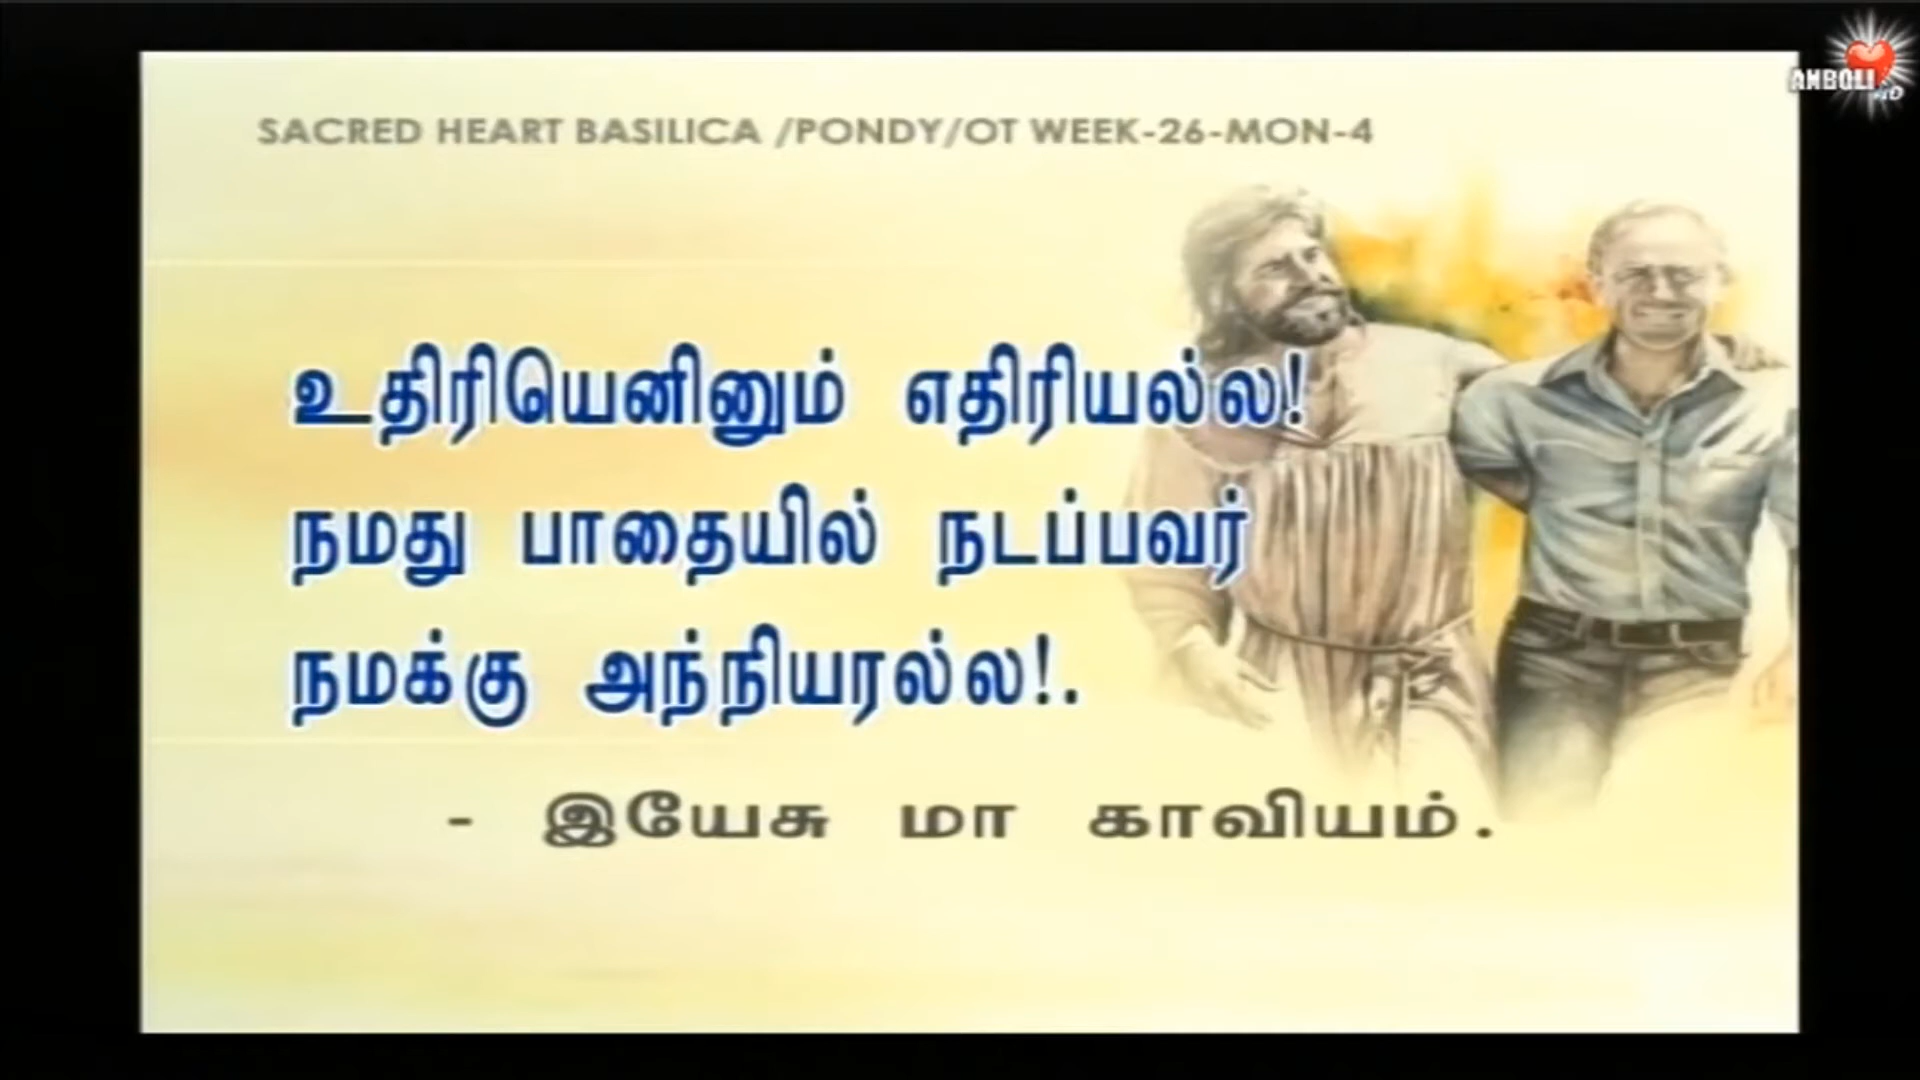 ANBOLI HD
SACRED HEART BASILICA /PONDY/OT WEEK-26-MON-4
உதிரியெனினும் எதிரியல்ல!
நமது பாதையில் நடப்பவர்
நமக்கு அந்நியரல்ல!.
- இயேசு மா காவியம்.